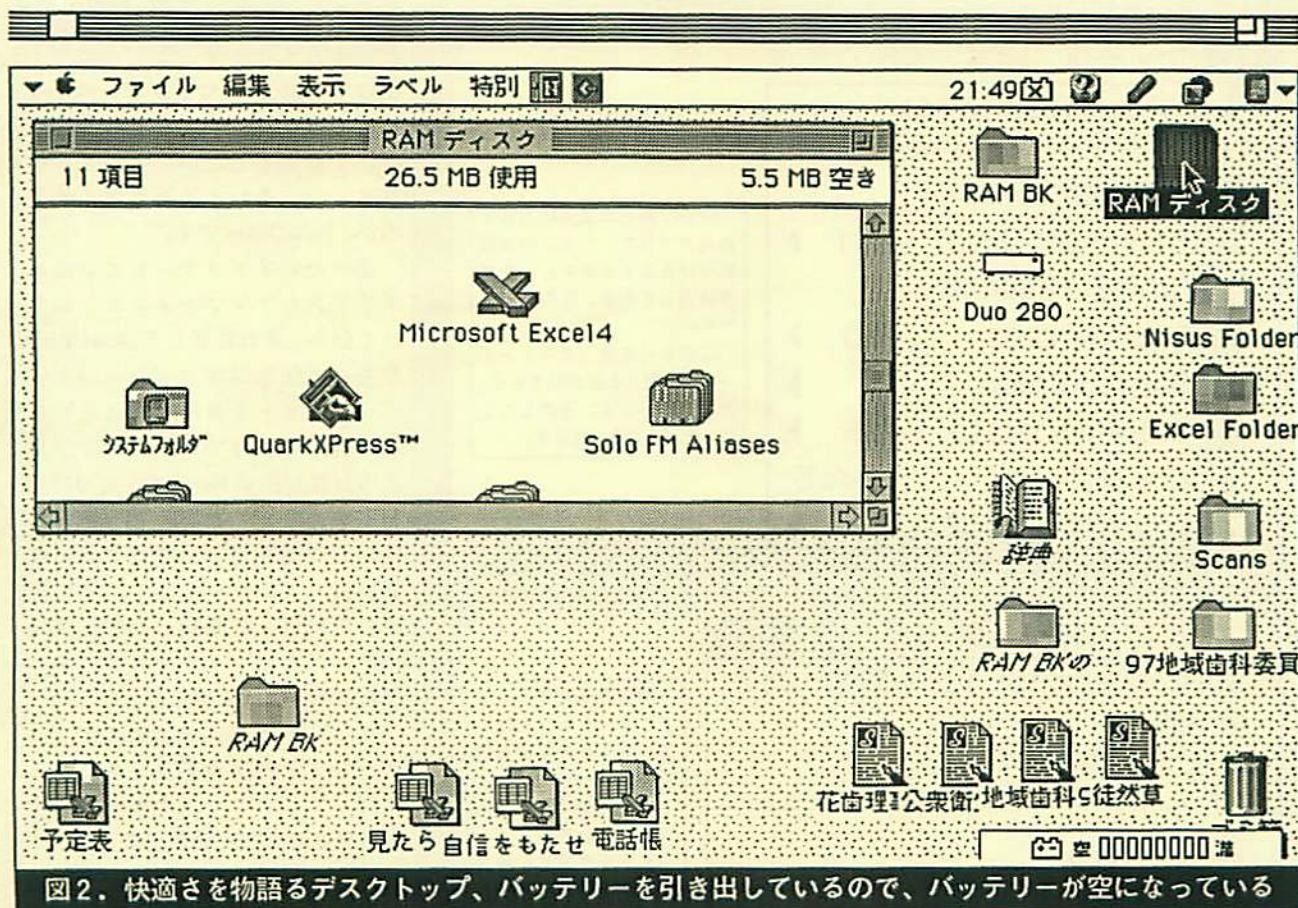 ファイル 編集 表示 ラベル 特別 21:49
RAM ディスク
11 項目 26.5 MB 使用 5.5 MB 空き
Microsoft Excel4
システムフォルダ QuarkXPress™ Solo FM Aliases
RAM BK RAM ディスク
Duo 280 Nisus Folder
Excel Folder
辞典 Scans
RAM BKの 97地域歯科委員
RAM BK
予定表 見たら 自信をもたせ 電話帳
公衆衛 地域歯科 徒然草
空 満
図2. 快適さを物語るデスクトップ、バッテリーを引き出しているので、バッテリーが空になっている